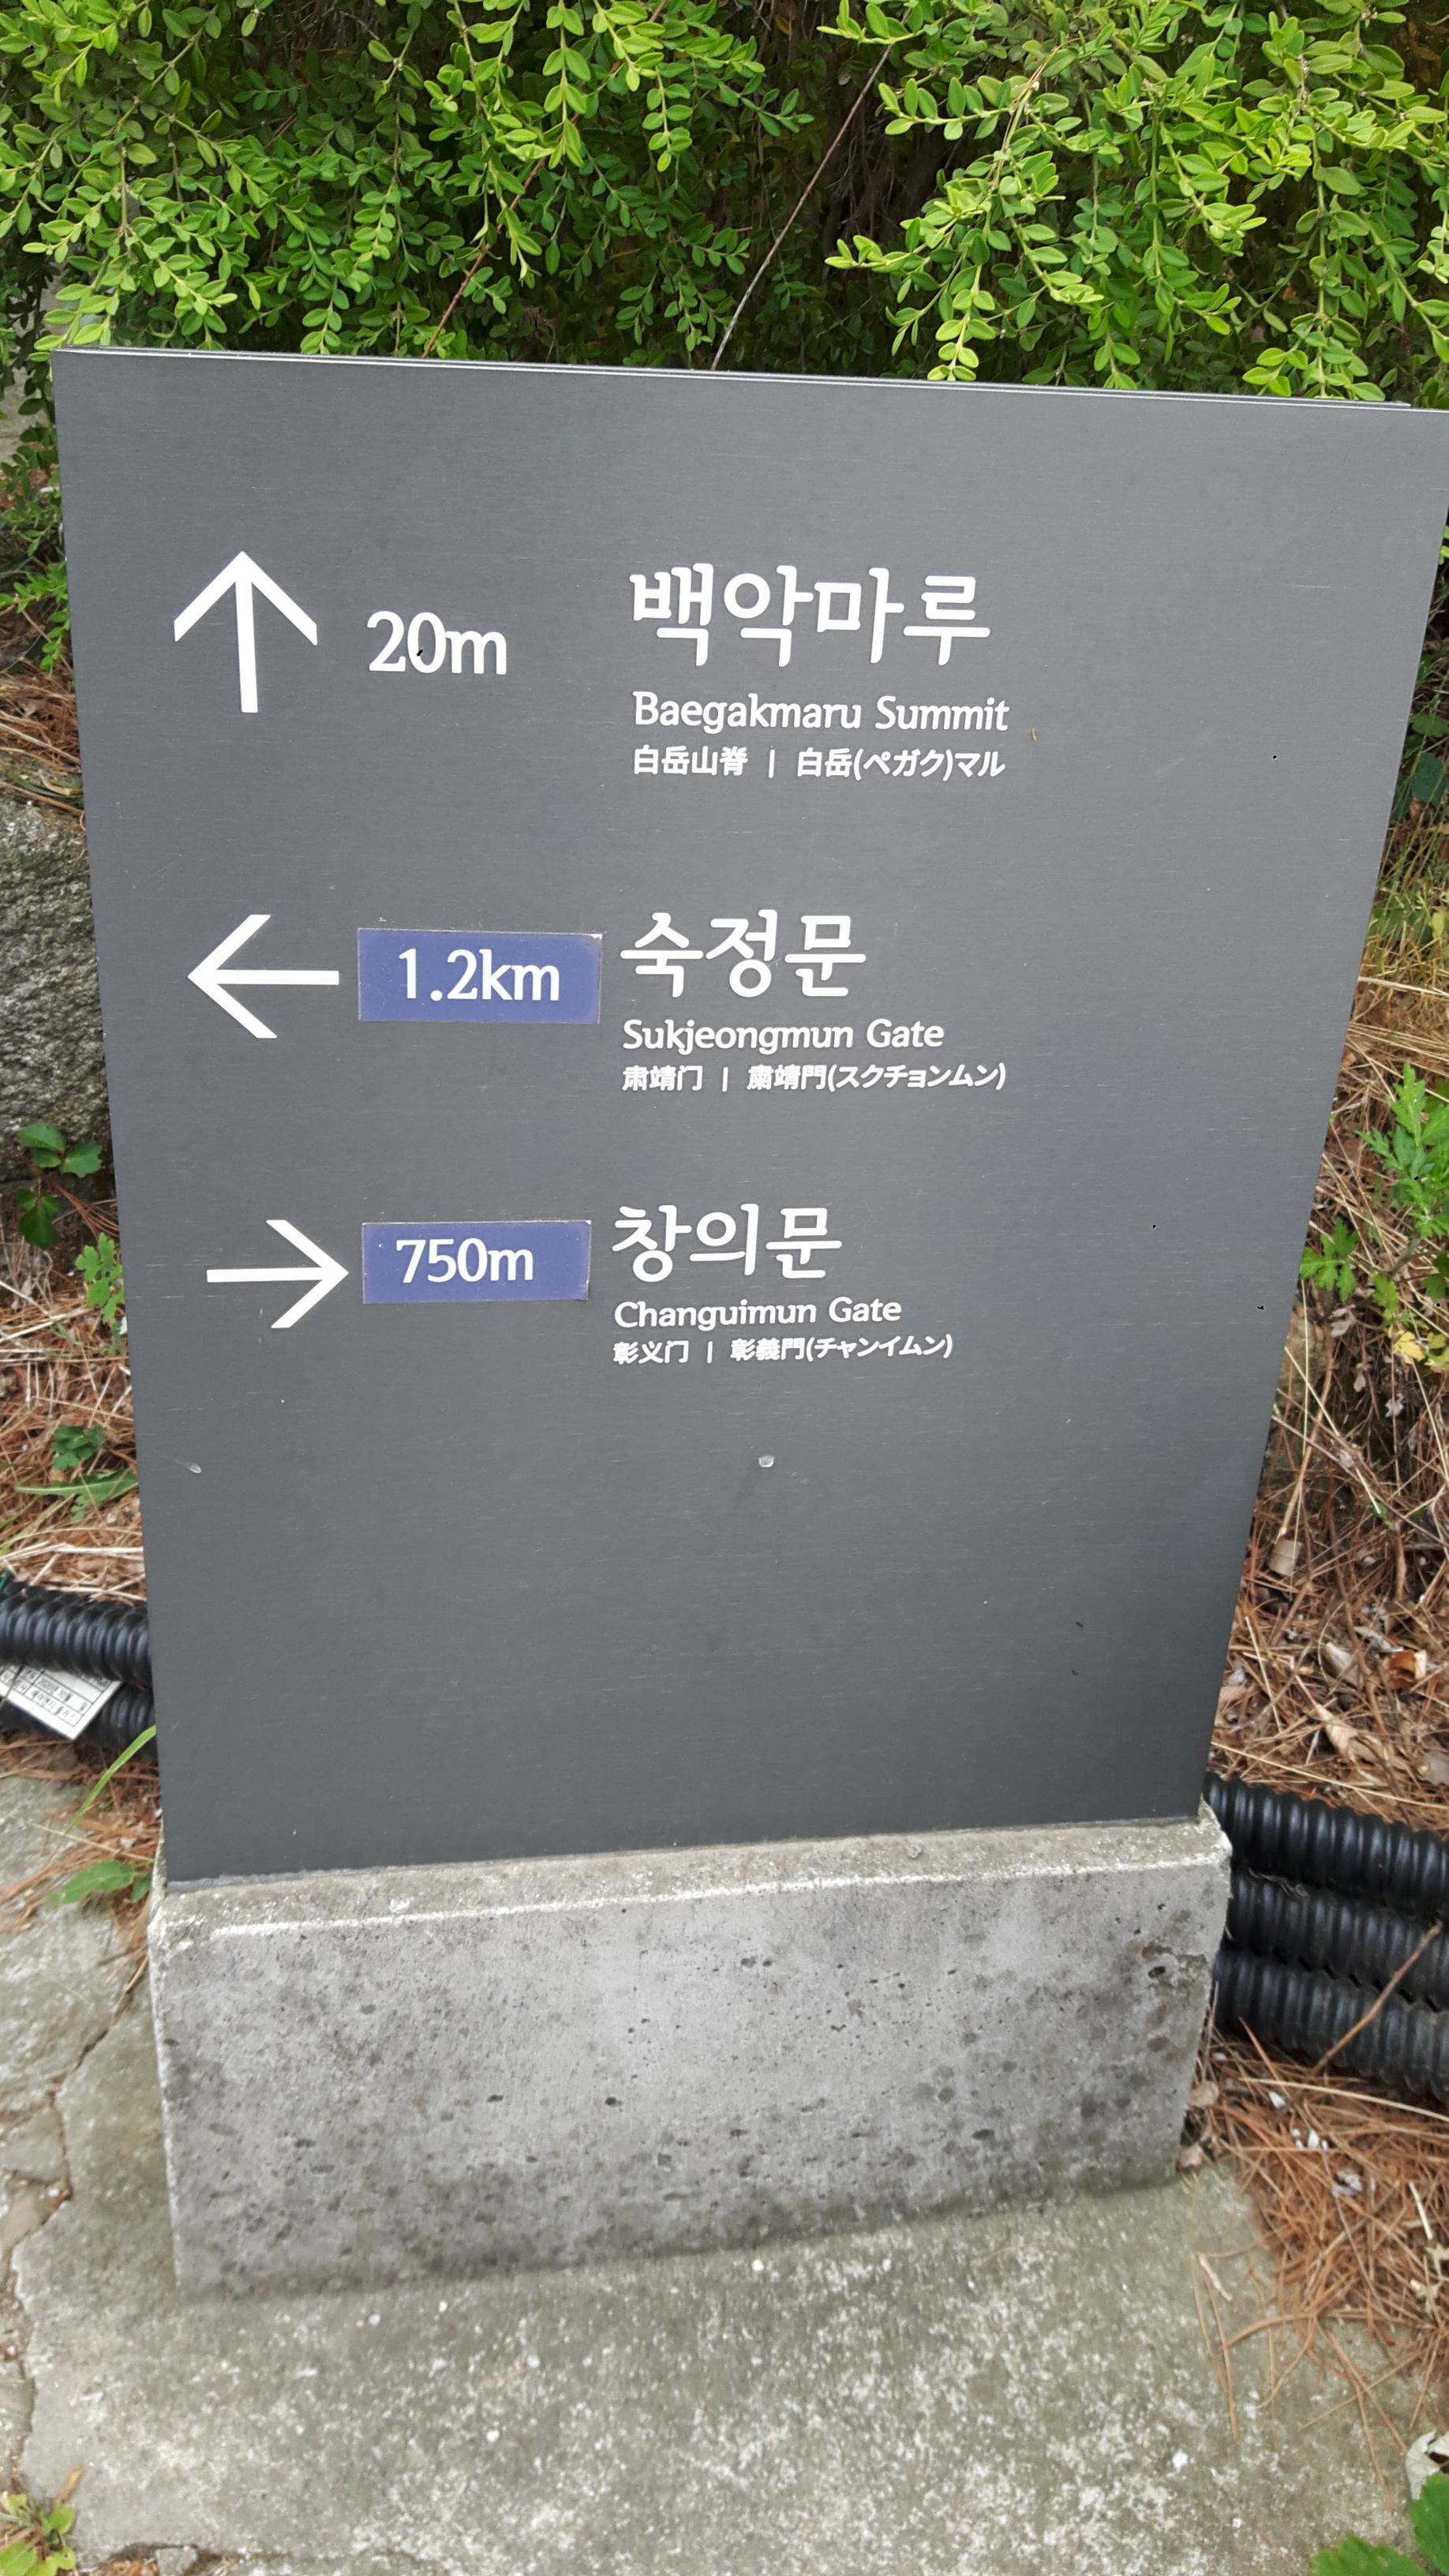 20m 백악마루
Baegakmaru Summit
白岳山脊 | 白岳(ペガク)マル
1.2km 숙정문
Sukjeongmun Gate
肃靖门 | 肅靖門(スクチョンムン)
750m 창의문
Changuimun Gate
彰义门 | 彰義門(チャンイムン)